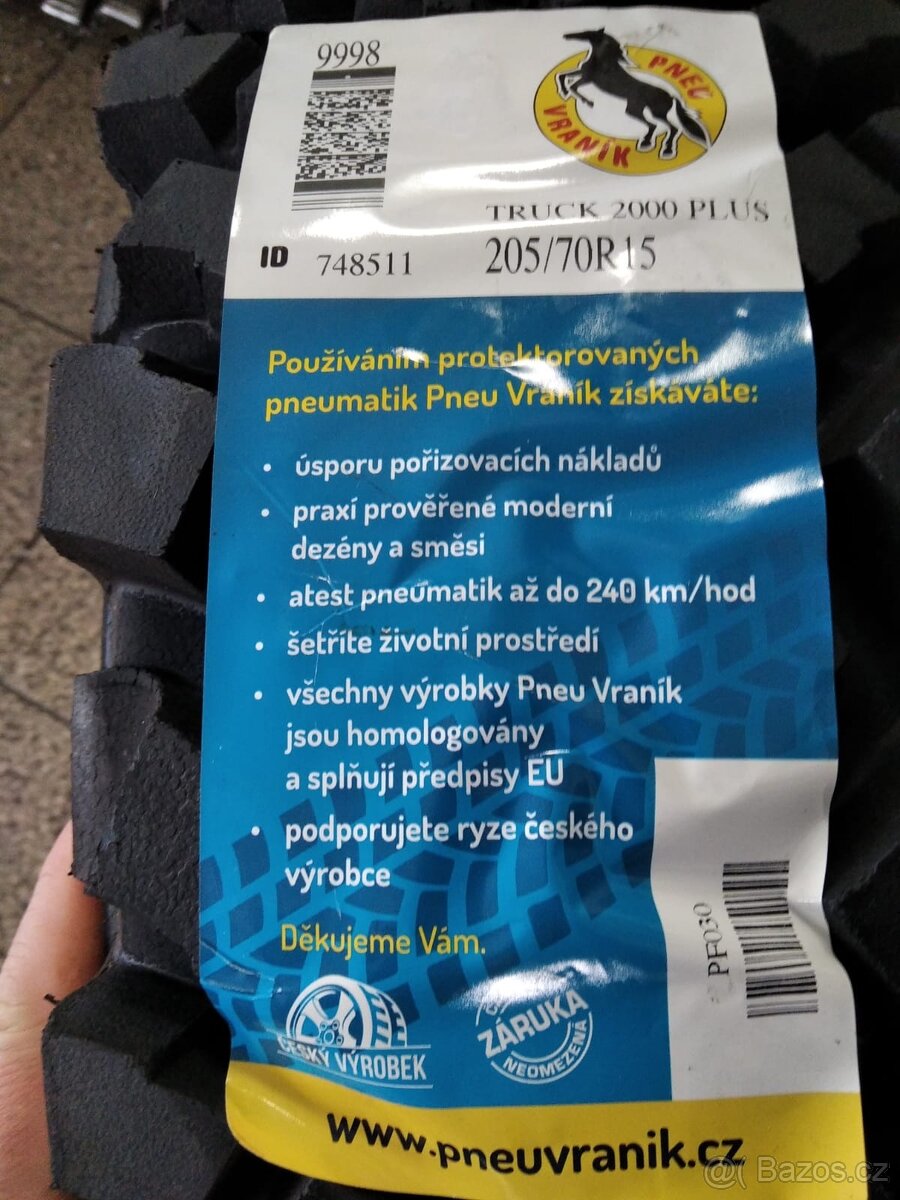 9998
PNEU
VRANÍK
TRUCK 2000 PLUS
ID 748511 205/70R15
Používáním protektorovaných
pneumatik Pneu Vraník získáváte:
• úsporu pořizovacích nákladů
• praxí prověřené moderní
dezény a směsi
• atest pneumatik až do 240 km/hod
• šetříte životní prostředí
• všechny výrobky Pneu Vraník
jsou homologovány
a splňují předpisy EU
• podporujete ryze českého
výrobce
PF030
Děkujeme Vám.
ČESKÝ VÝROBEK
ZÁRUKA
NEOMEZENÁ
www.pneuvranik.cz
@ Bazos.cz